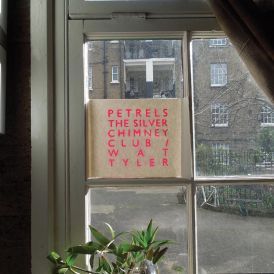 PETRELS
THE SILVER
CHIMNEY
CLUB /
WAT
TYLER